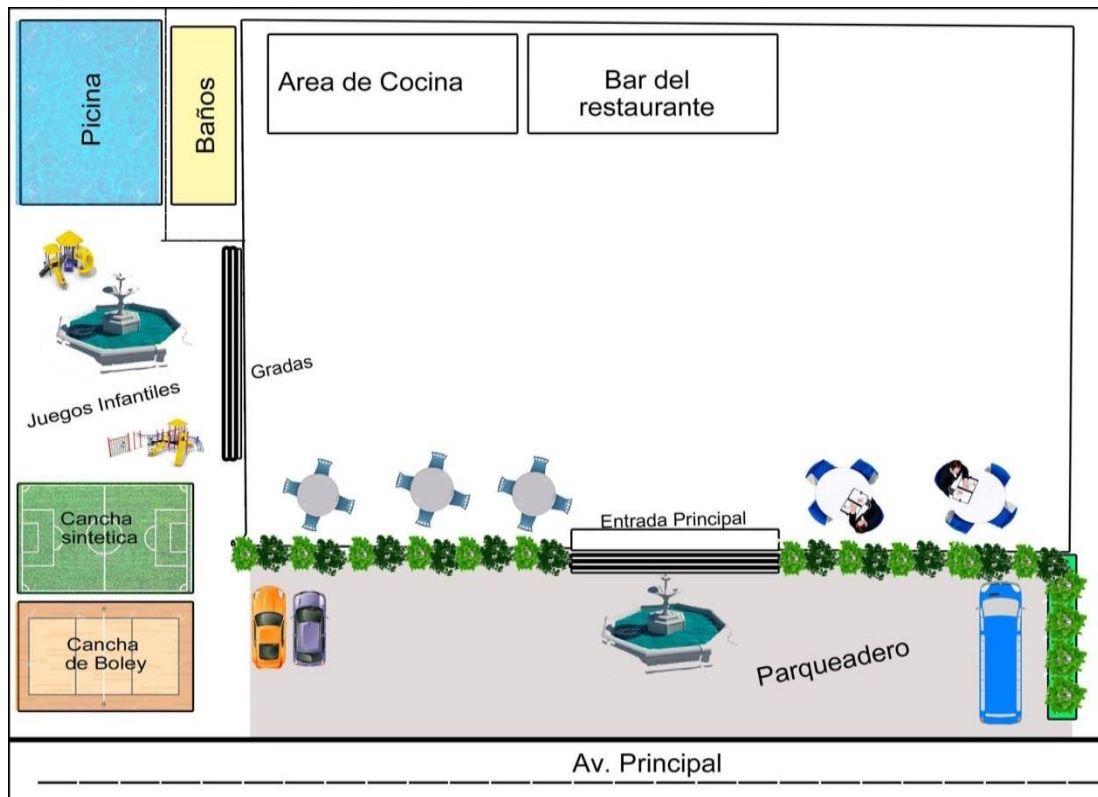 Picina
Baños
Area de Cocina
Bar del
restaurante
Gradas
Juegos Infantiles
Cancha
sintetica
Entrada Principal
Cancha
de Boley
Parqueadero
Av. Principal